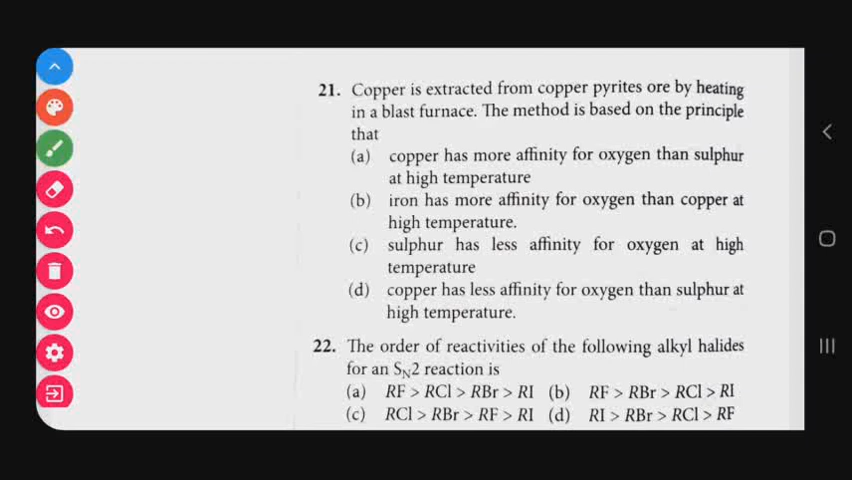 21. Copper is extracted from copper pyrites ore by heating
in a blast furnace. The method is based on the principle
that
(a) copper has more affinity for oxygen than sulphur
at high temperature
(b) iron has more affinity for oxygen than copper at
high temperature.
(c) sulphur has less affinity for oxygen at high
temperature
(d) copper has less affinity for oxygen than sulphur at
high temperature.
22. The order of reactivities of the following alkyl halides
for an SN2 reaction is
(a) RF > RCl > RBr > RI (b) RF > RBr > RCl > RI
(c) RCl > RBr > RF > RI (d) RI > RBr > RCl > RF